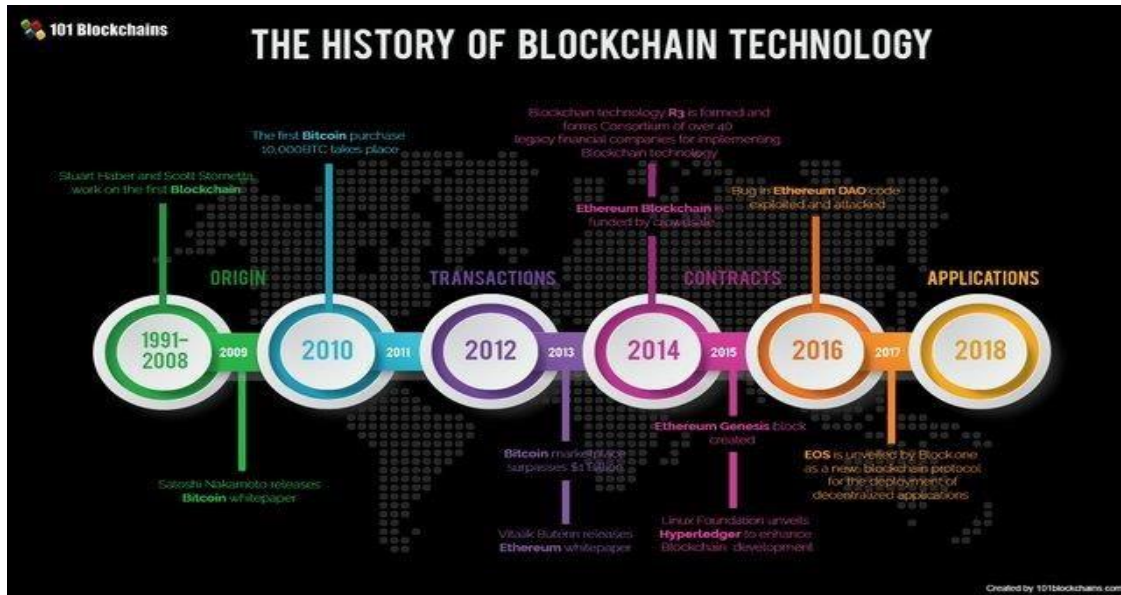 101 Blockchains
THE HISTORY OF BLOCKCHAIN TECHNOLOGY
Stuart Haber and Scott Stornetta
work on the first Blockchain
The first Bitcoin purchase
10,000BTC takes place
Blockchain technology R3 is formed and
forms Consortium of over 40
legacy financial companies for implementing
Blockchain technology
Ethereum Blockchain is
funded by crowdsale
Bug in Ethereum DAO code
exploited and attacked
ORIGIN
TRANSACTIONS
CONTRACTS
APPLICATIONS
1991-
2008
2009
2010
2011
2012
2013
2014
2015
2016
2017
2018
Satoshi Nakamoto releases
Bitcoin whitepaper
Bitcoin marketplace
surpasses $1 billion
Vitalik Buterin releases
Ethereum whitepaper
Ethereum Genesis block
created
Linux Foundation unveils
Hyperledger to enhance
Blockchain development
EOS is unveiled by Block.one
as a new blockchain protocol
for the deployment of
decentralized applications
Created by 101blockchains.com